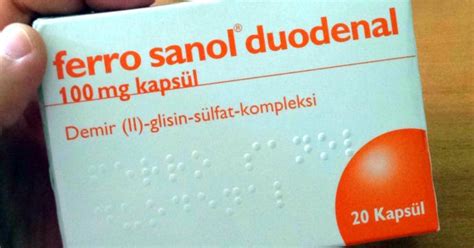 ferro sanol® duodenal
100 mg kapsül
Demir (II)-glisin-sülfat-kompleksi
20 Kapsül